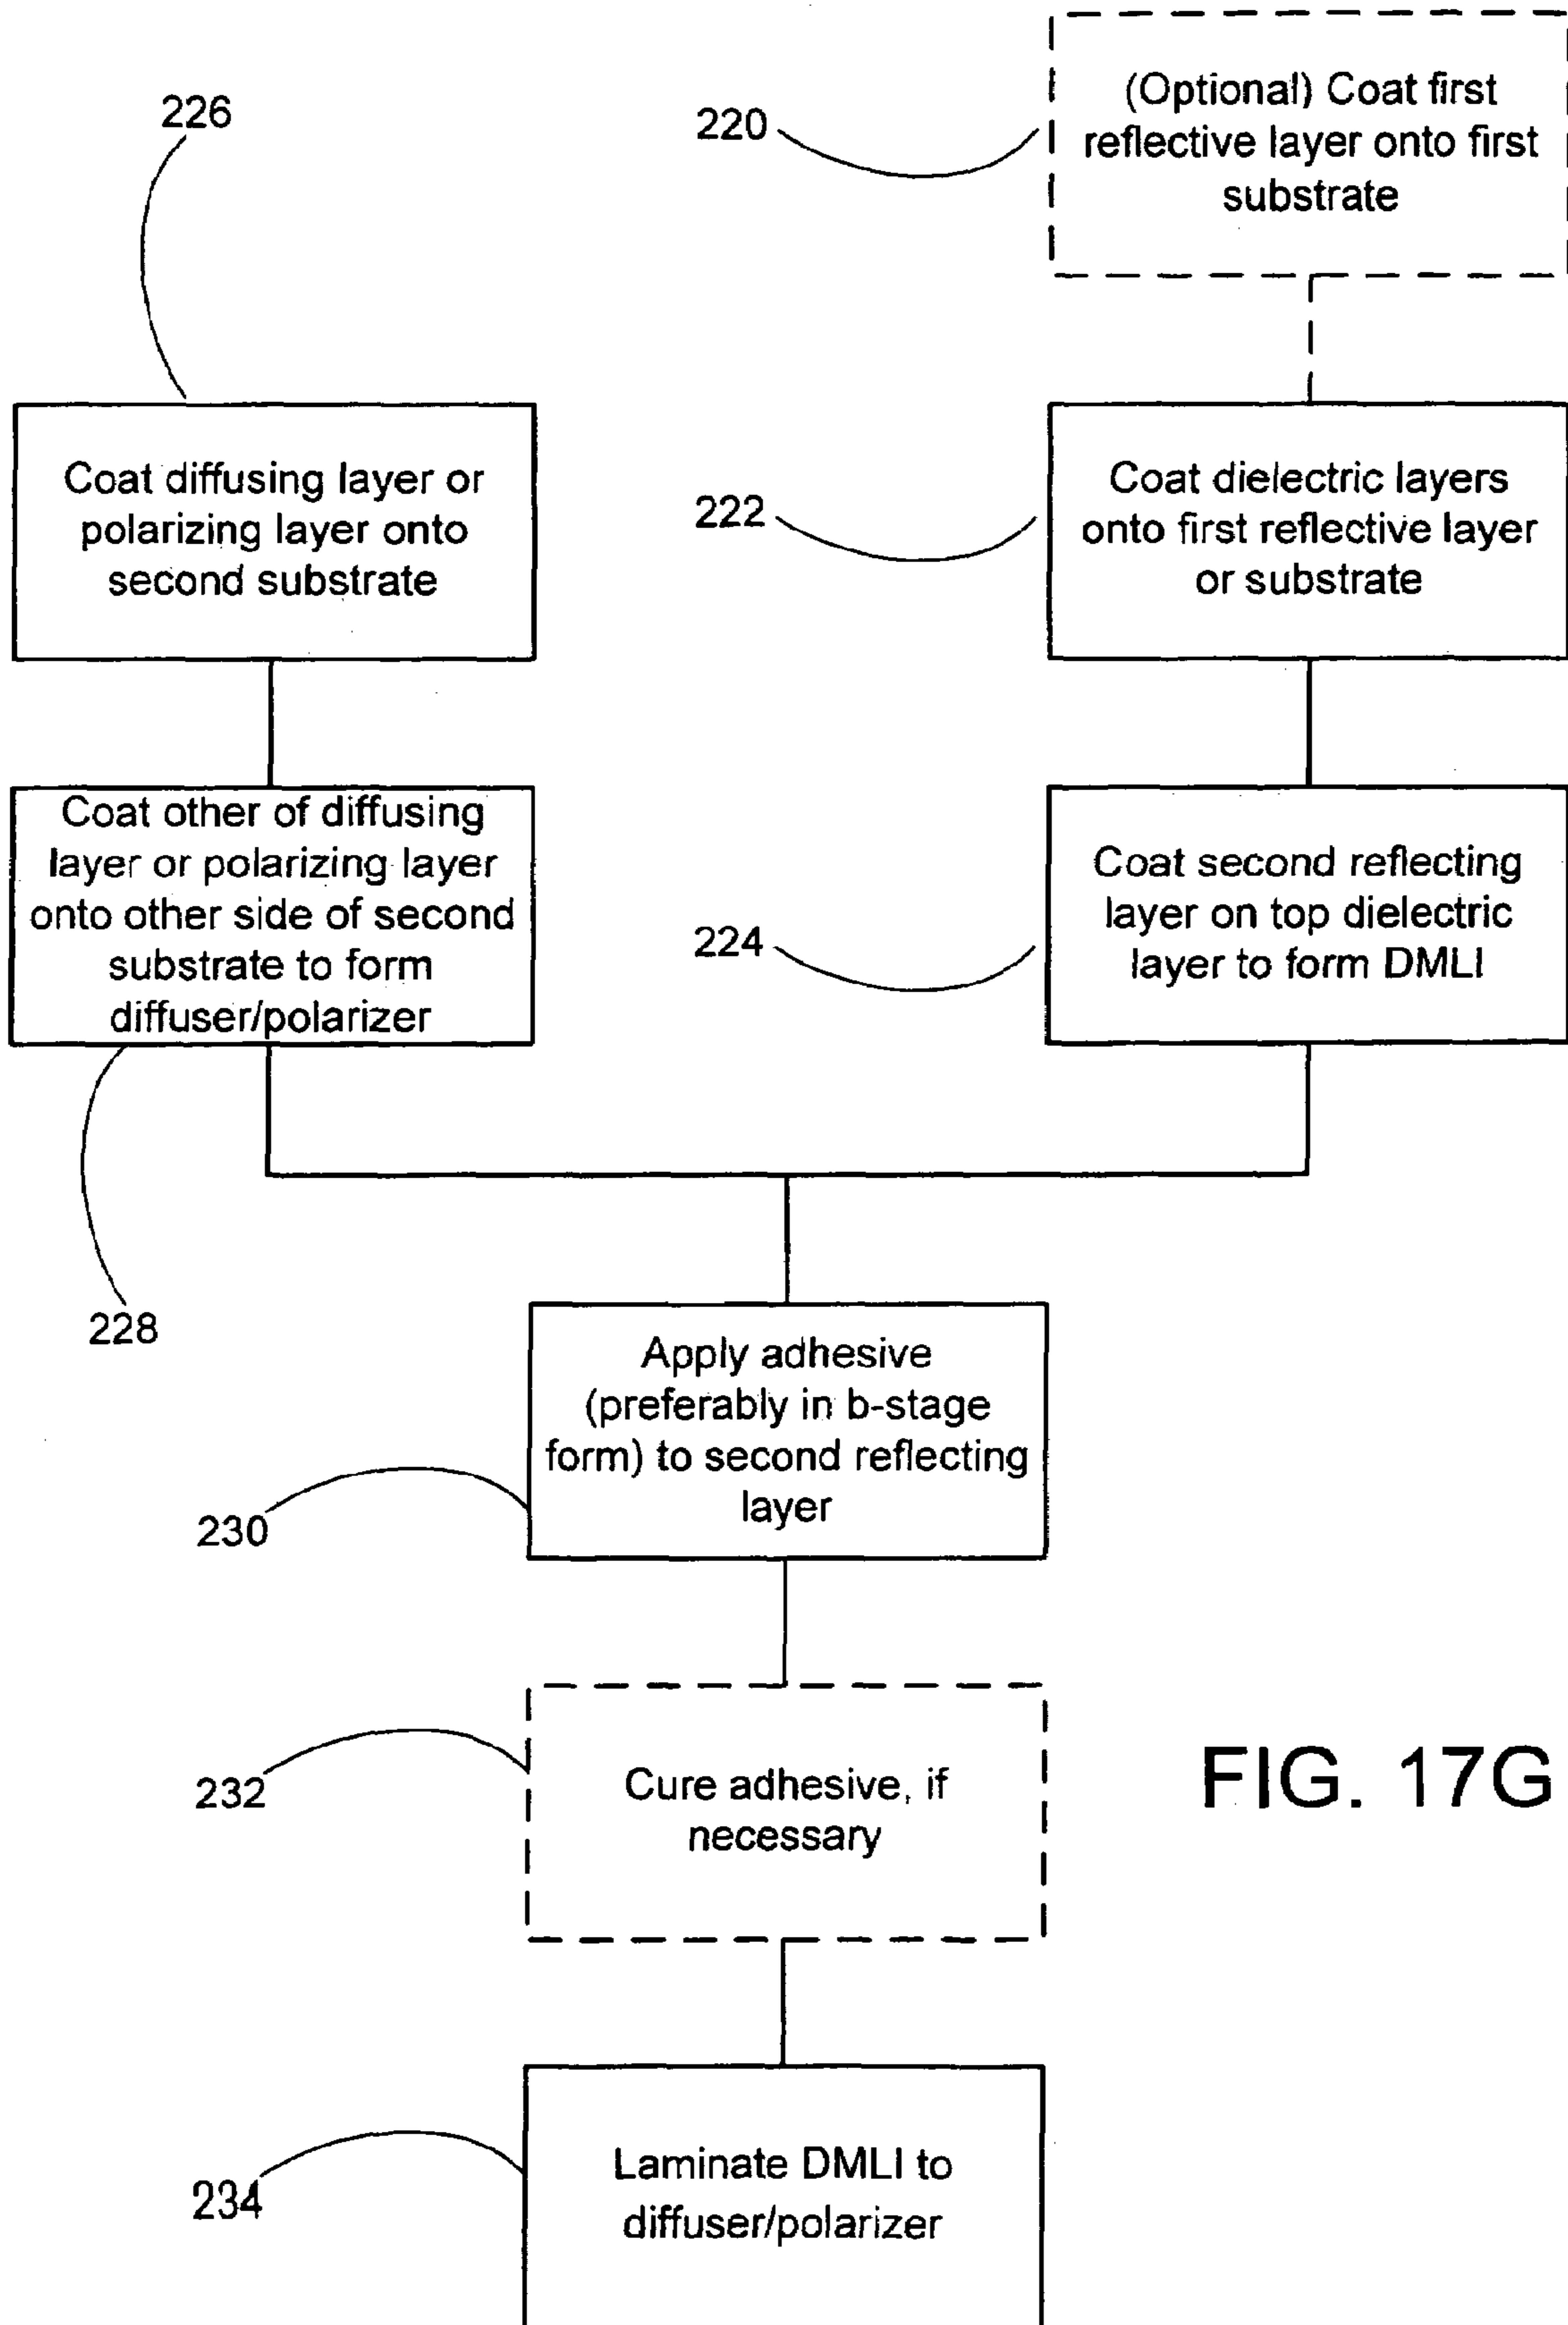 226
220
(Optional) Coat first
reflective layer onto first
substrate
Coat diffusing layer or
polarizing layer onto
second substrate
222
Coat dielectric layers
onto first reflective layer
or substrate
Coat other of diffusing
layer or polarizing layer
onto other side of second
substrate to form
diffuser/polarizer
224
Coat second reflecting
layer on top dielectric
layer to form DMLI
228
Apply adhesive
(preferably in b-stage
form) to second reflecting
layer
230
232
Cure adhesive, if
necessary
FIG. 17G
234
Laminate DMLI to
diffuser/polarizer